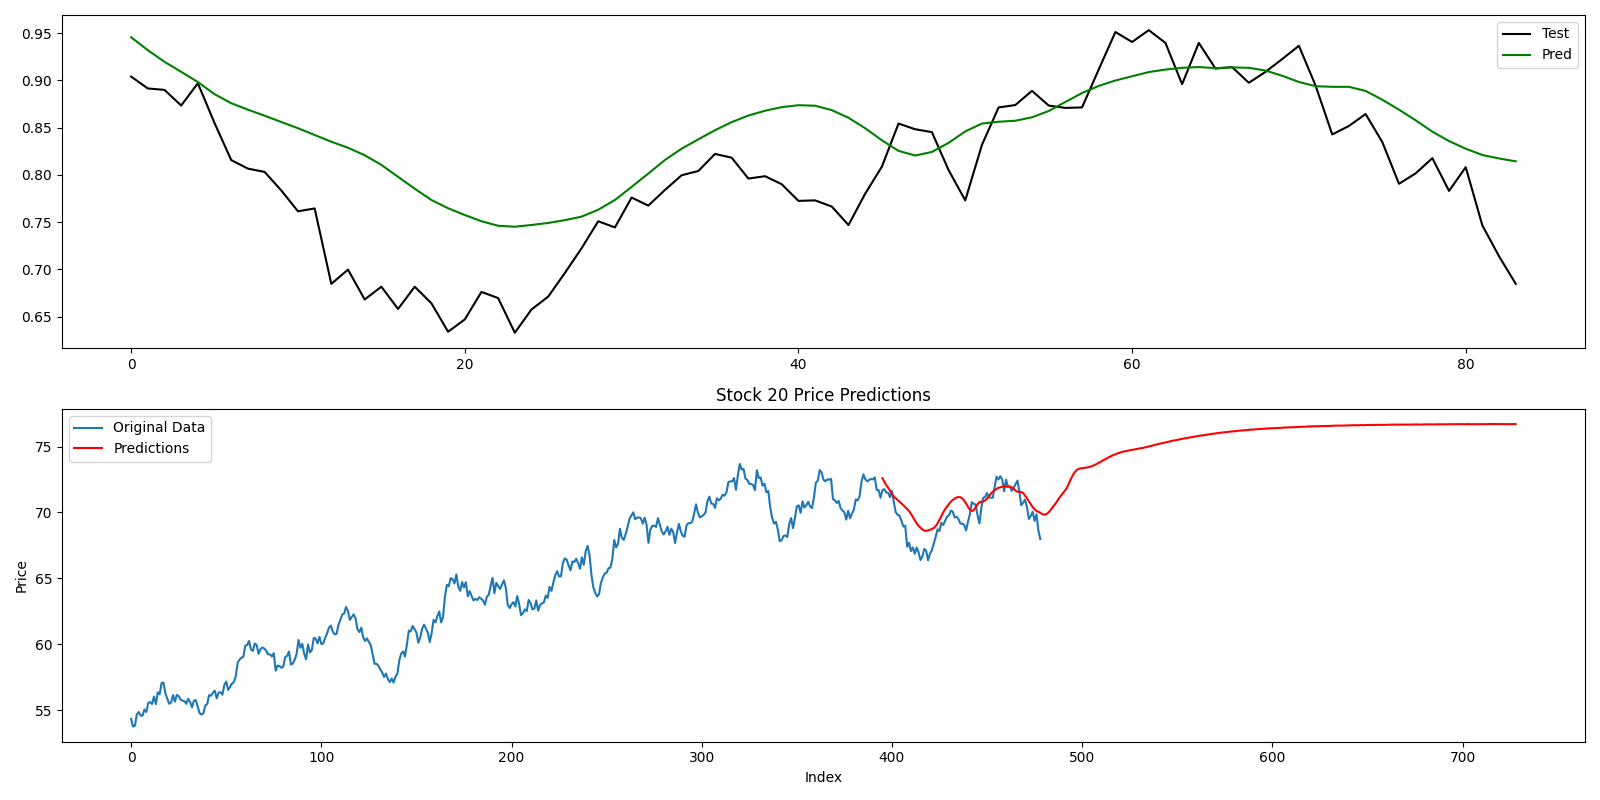 0.95
0.90
0.85
0.80
0.75
0.70
0.65
Test
Pred
0 20 40 60 80
Stock 20 Price Predictions
Original Data
Predictions
Price
75
70
65
60
55
0 100 200 300 400 500 600 700
Index